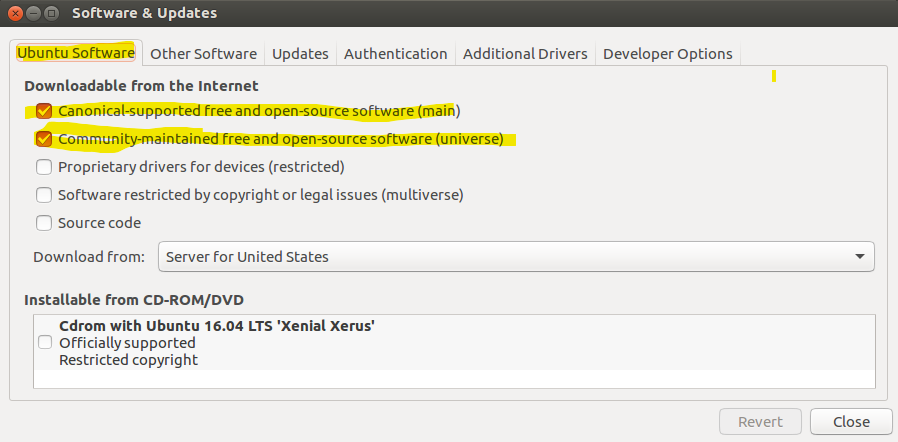 Software & Updates
Ubuntu Software Other Software Updates Authentication Additional Drivers Developer Options
Downloadable from the Internet
Canonical-supported free and open-source software (main)
Community-maintained free and open-source software (universe)
Proprietary drivers for devices (restricted)
Software restricted by copyright or legal issues (multiverse)
Source code
Download from: Server for United States
Installable from CD-ROM/DVD
Cdrom with Ubuntu 16.04 LTS 'Xenial Xerus'
Officially supported
Restricted copyright
Revert Close